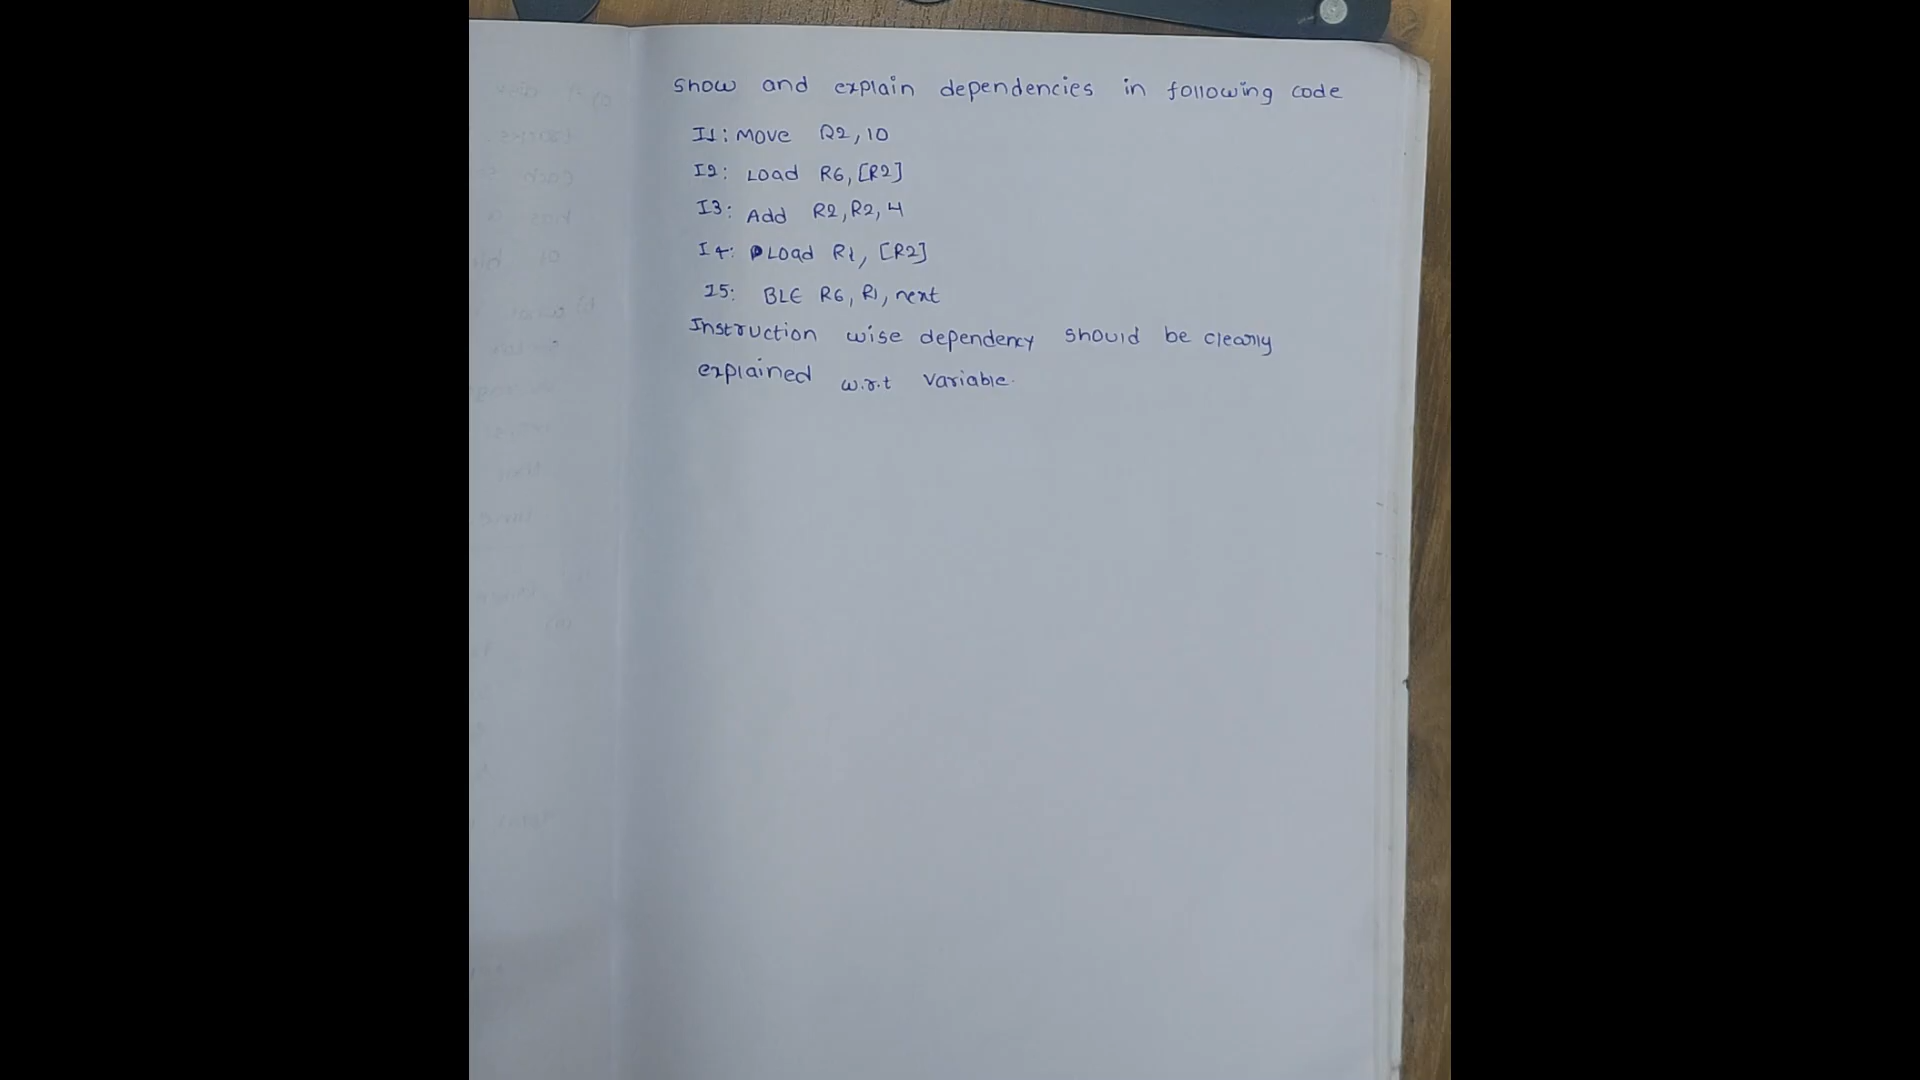 show and explain dependencies in following code
I1: Move R2, 10
I2: Load R6, [R2]
I3: Add R2, R2, 4
I4: Load R1, [R2]
I5: BLE R6, R1, next
Instruction wise dependency should be clearly
explained w.r.t variable.